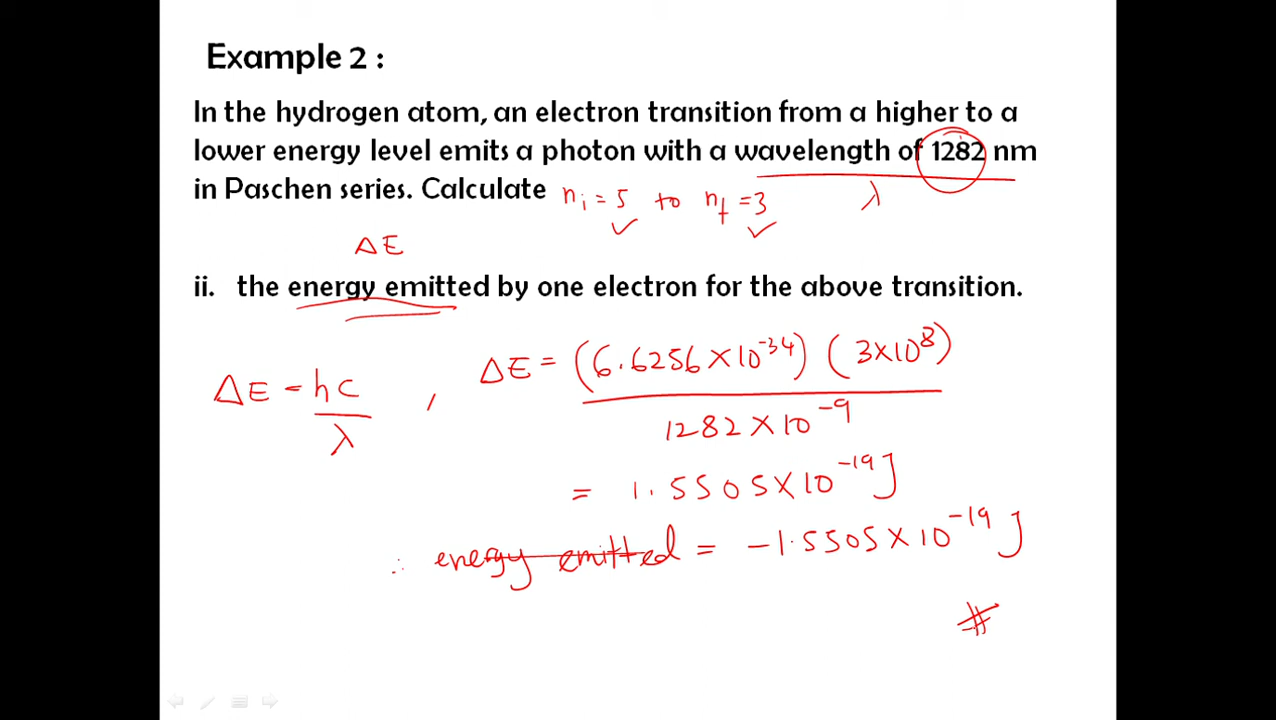 Example 2 :
In the hydrogen atom, an electron transition from a higher to a
lower energy level emits a photon with a wavelength of 1282 nm
in Paschen series. Calculate nᵢ = 5 to n_f = 3 λ
ΔE
ii. the energy emitted by one electron for the above transition.
ΔE = hc/λ , ΔE = (6.6256 × 10⁻³⁴) (3×10⁸)
1282 × 10⁻⁹
= 1.5505 × 10⁻¹⁹ J
∴ energy emitted = −1.5505 × 10⁻¹⁹ J
#